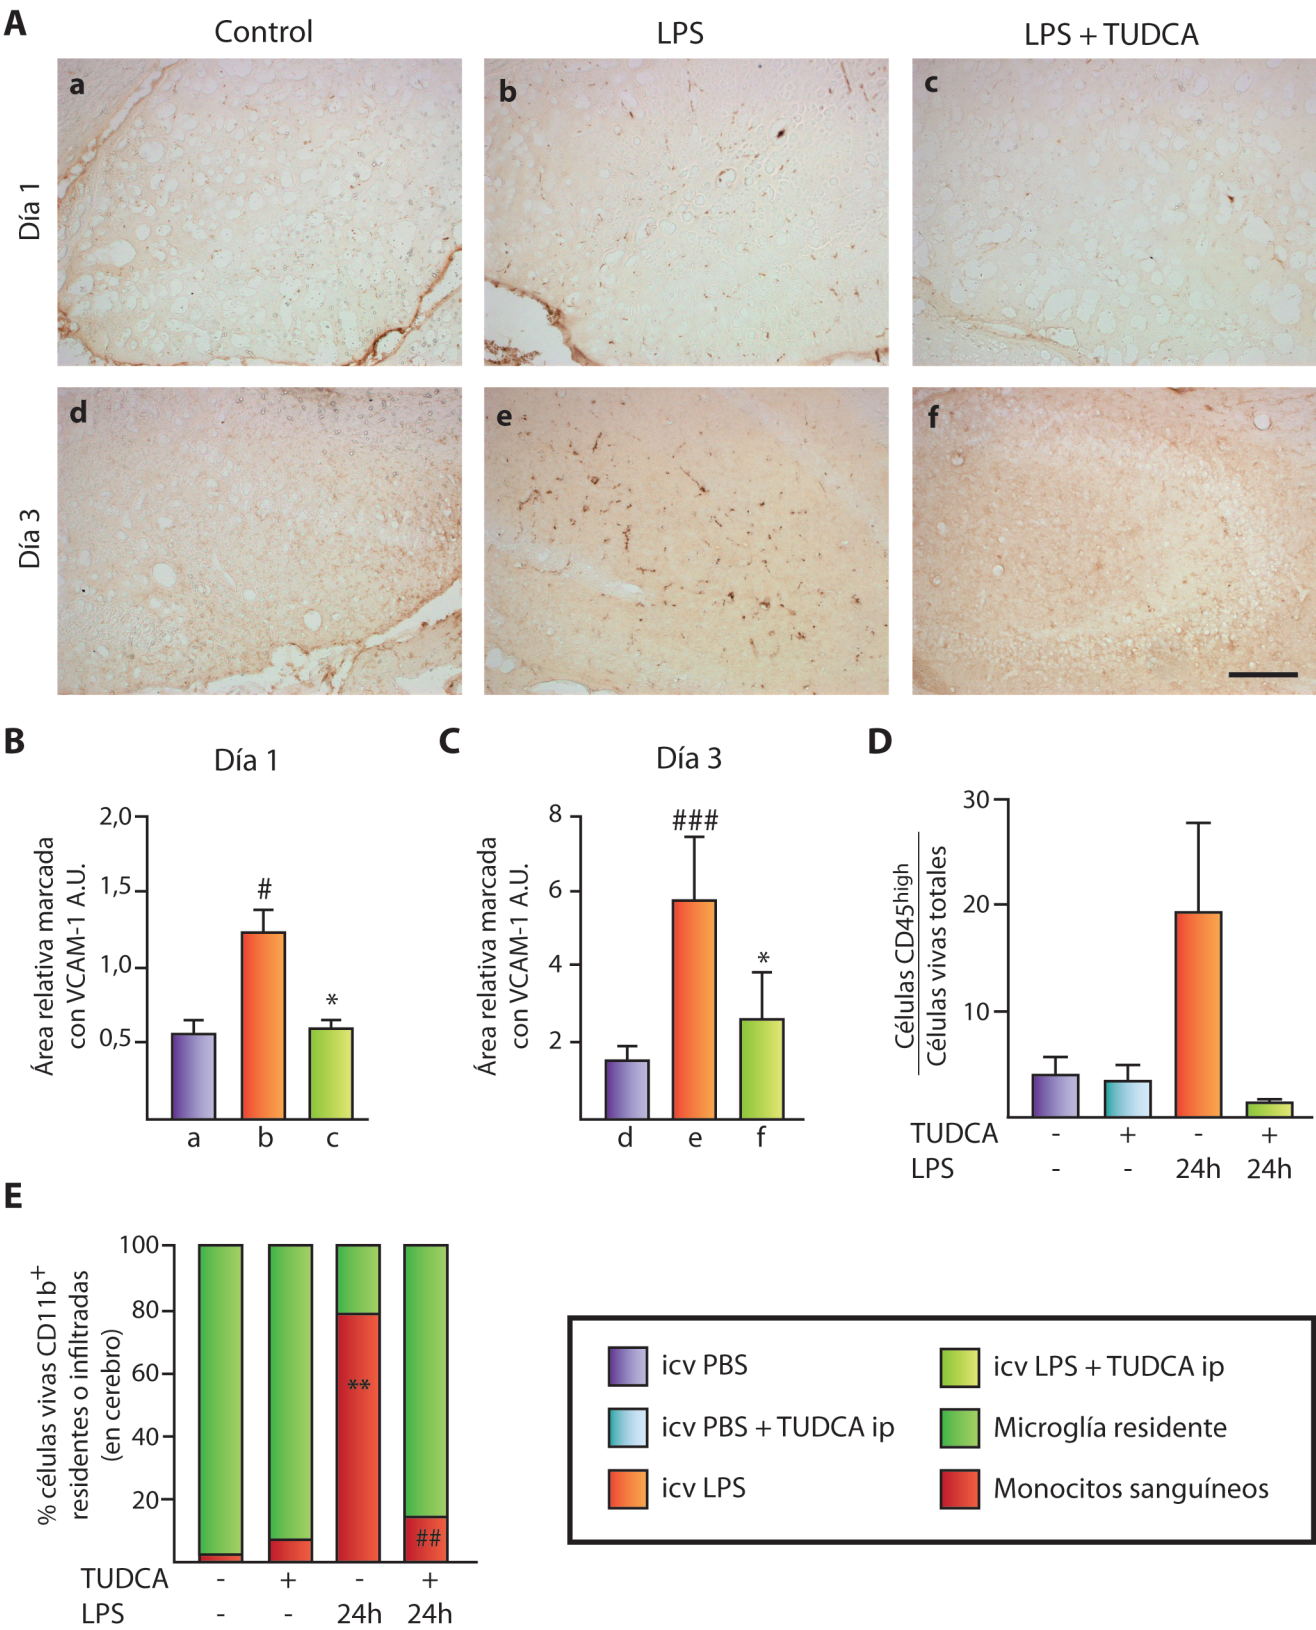 A
Control
LPS
LPS + TUDCA
Día 1
a
b
c
Día 3
d
e
f
B
Día 1
Área relativa marcada
con VCAM-1 A.U.
2,0
1,5
1,0
0,5
#
*
a
b
c
C
Día 3
Área relativa marcada
con VCAM-1 A.U.
8
6
4
2
###
*
d
e
f
D
Células CD45high
Células vivas totales
30
20
10
TUDCA - + - +
LPS - - 24h 24h
E
% células vivas CD11b+
residentes o infiltradas
(en cerebro)
100
80
60
40
20
**
##
TUDCA - + - +
LPS - - 24h 24h
icv PBS
icv PBS + TUDCA ip
icv LPS
icv LPS + TUDCA ip
Microglía residente
Monocitos sanguíneos